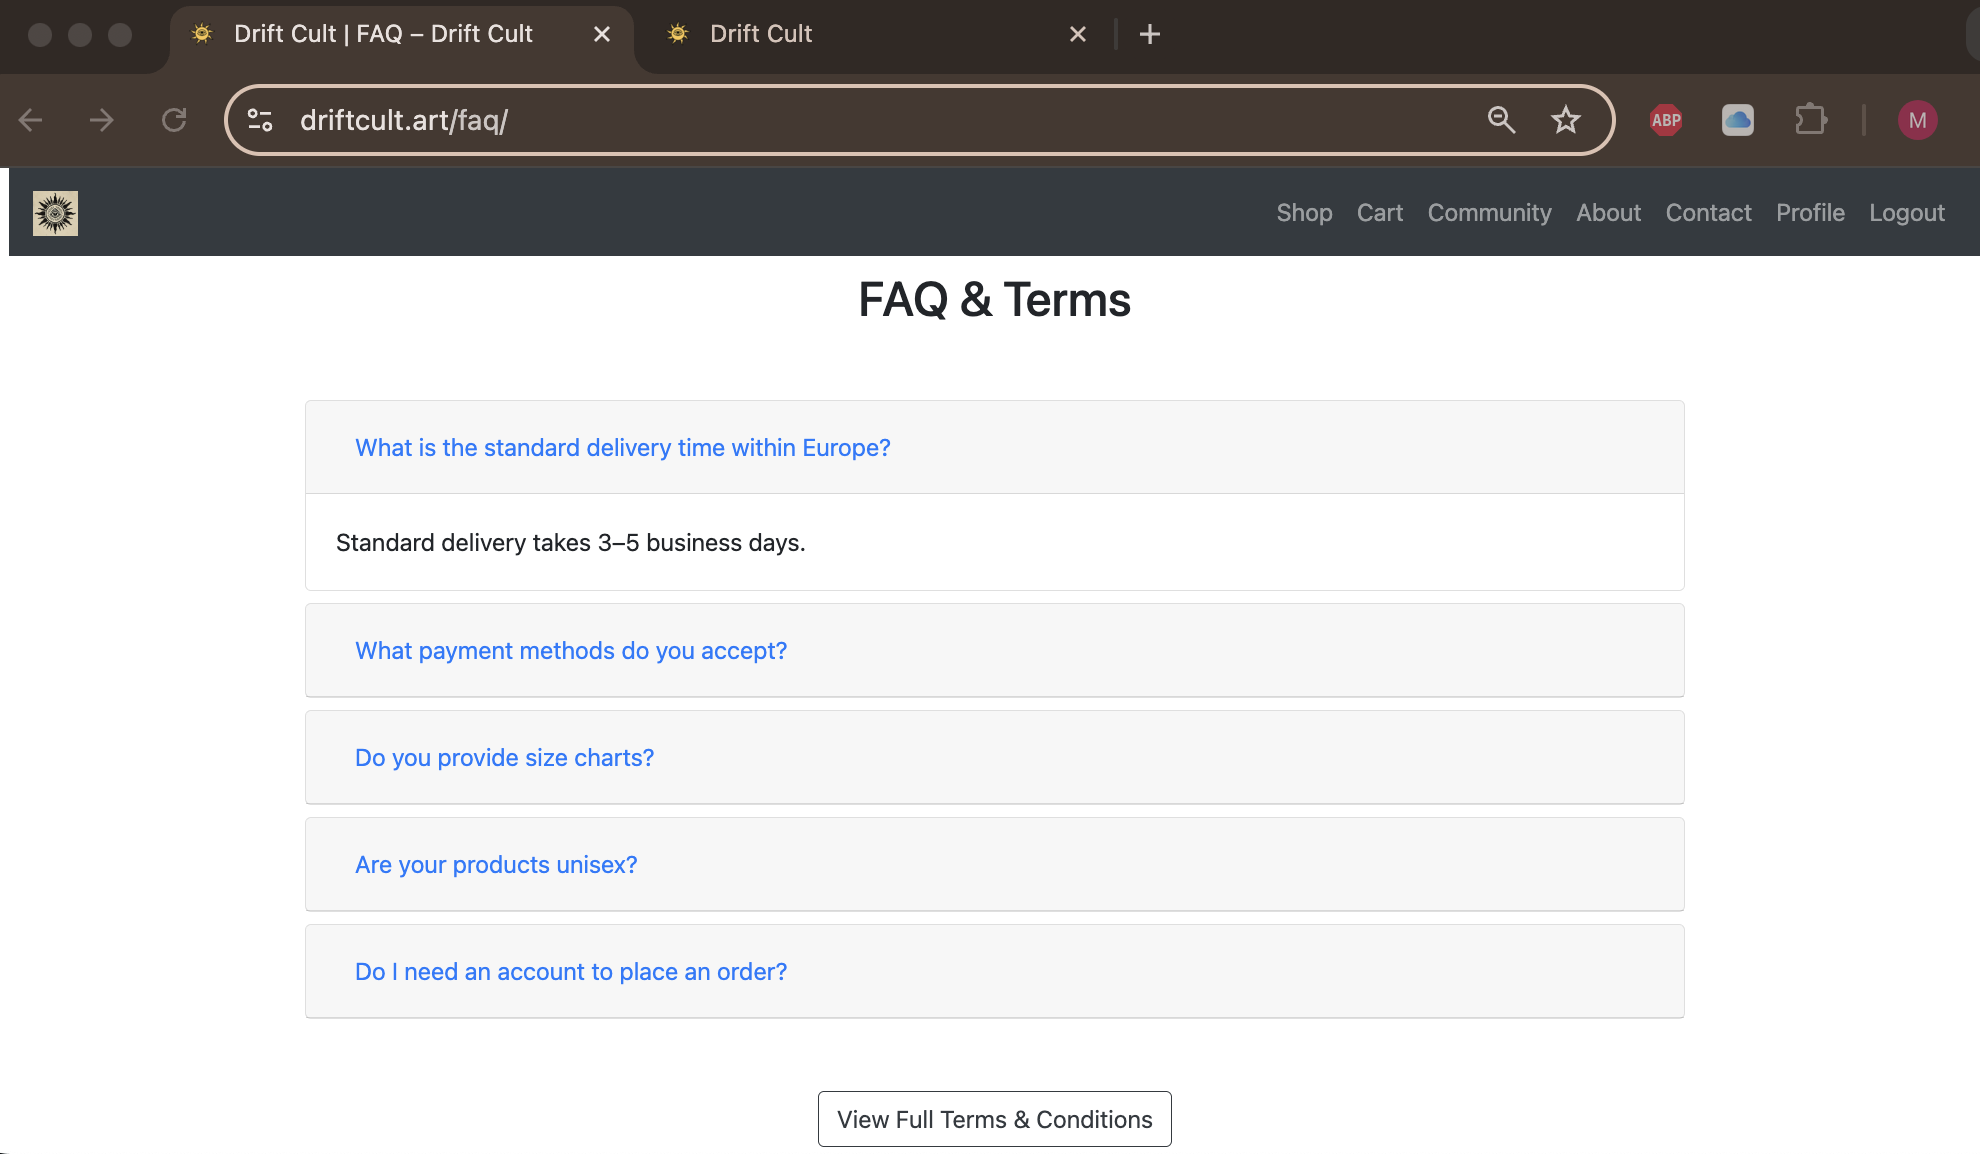 Drift Cult | FAQ – Drift Cult
Drift Cult
driftcult.art/faq/
ABP
M
Shop Cart Community About Contact Profile Logout
FAQ & Terms
What is the standard delivery time within Europe?
Standard delivery takes 3–5 business days.
What payment methods do you accept?
Do you provide size charts?
Are your products unisex?
Do I need an account to place an order?
View Full Terms & Conditions